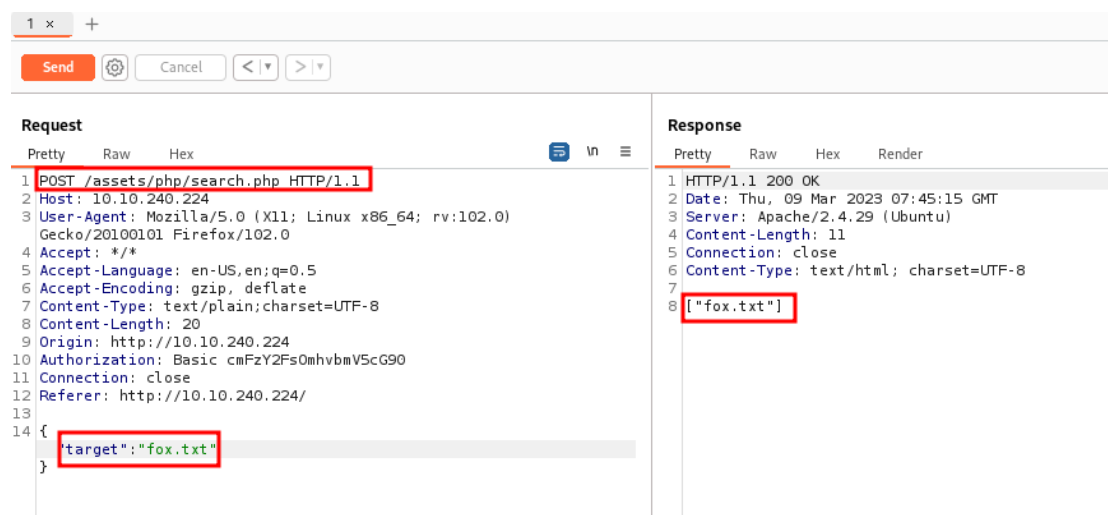 1 × +
Send Cancel < | ▾ > | ▾
Request
Pretty Raw Hex \n ≡
1 POST /assets/php/search.php HTTP/1.1
2 Host: 10.10.240.224
3 User-Agent: Mozilla/5.0 (X11; Linux x86_64; rv:102.0)
Gecko/20100101 Firefox/102.0
4 Accept: */*
5 Accept-Language: en-US,en;q=0.5
6 Accept-Encoding: gzip, deflate
7 Content-Type: text/plain;charset=UTF-8
8 Content-Length: 20
9 Origin: http://10.10.240.224
10 Authorization: Basic cmFzY2FsOmhvbmV5cG90
11 Connection: close
12 Referer: http://10.10.240.224/
13
14 {
"target":"fox.txt"
}
Response
Pretty Raw Hex Render
1 HTTP/1.1 200 OK
2 Date: Thu, 09 Mar 2023 07:45:15 GMT
3 Server: Apache/2.4.29 (Ubuntu)
4 Content-Length: 11
5 Connection: close
6 Content-Type: text/html; charset=UTF-8
7
8 ["fox.txt"]